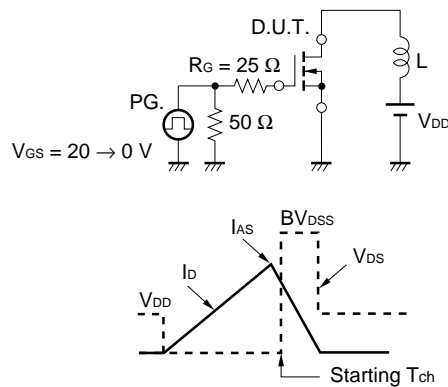 D.U.T.
RG = 25 Ω
L
PG.
50 Ω
VDD
VGS = 20 → 0 V
BVDSS
IAS
ID
VDS
VDD
Starting Tch